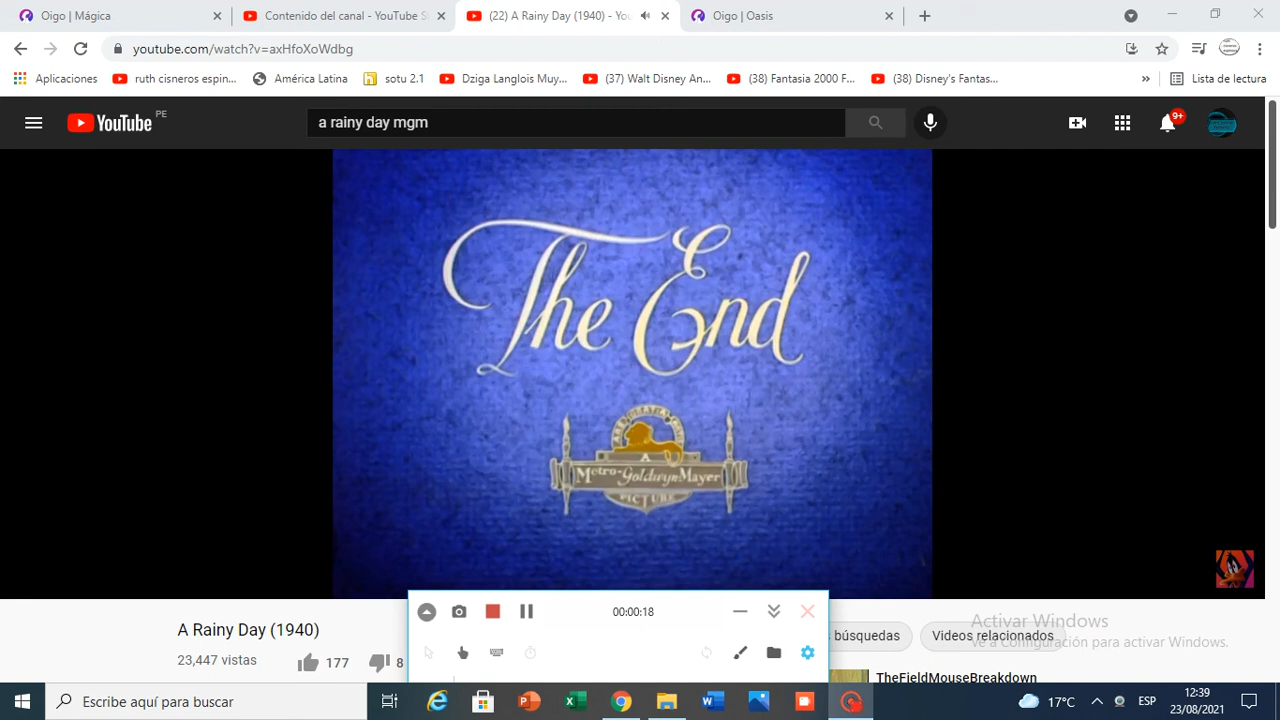 Oigo | Mágica
Contenido del canal - YouTube S
(22) A Rainy Day (1940) - Yo
Oigo | Oasis
youtube.com/watch?v=axHfoXoWdbg
Aplicaciones
ruth cisneros espin...
América Latina
sotu 2.1
Dziga Langlois Muy...
(37) Walt Disney An...
(38) Fantasia 2000 F...
(38) Disney's Fantas...
»
Lista de lectura
YouTube PE
a rainy day mgm
9+
The End
A
Metro-Goldwyn-Mayer
PICTURE
00:00:18
A Rainy Day (1940)
23,447 vistas
177
8
s búsquedas
Videos relacionados
Activar Windows
Ve a Configuración para activar Windows.
TheFieldMouseBreakdown
Escribe aquí para buscar
17°C
ESP
12:39
23/08/2021